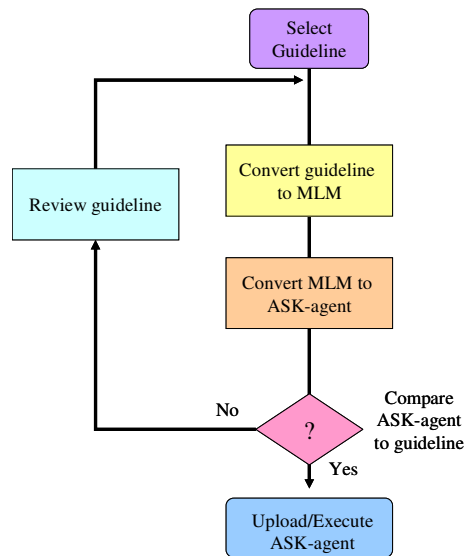 Select
Guideline
Convert guideline
to MLM
Review guideline
Convert MLM to
ASK-agent
No
?
Compare
ASK-agent
to guideline
Yes
Upload/Execute
ASK-agent